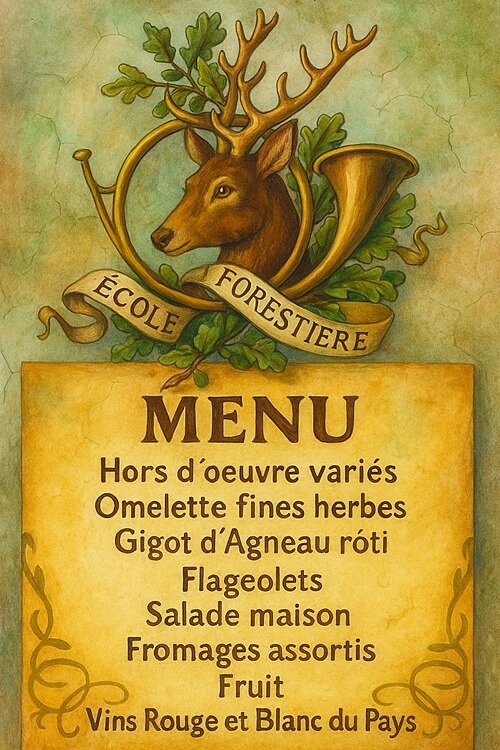 ÉCOLE FORESTIERE
MENU
Hors d´oeuvre variés
Omelette fines herbes
Gigot d´Agneau róti
Flageolets
Salade maison
Fromages assortis
Fruit
Vins Rouge et Blanc du Pays